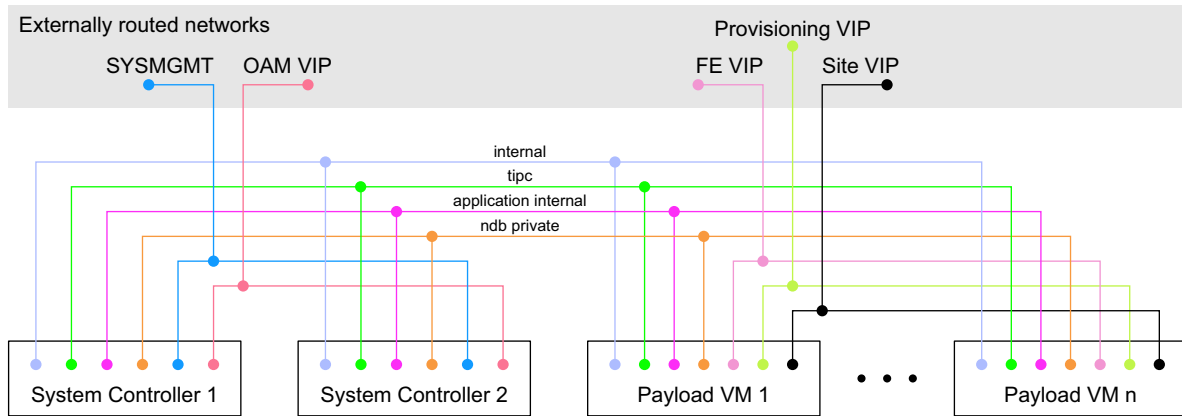 Externally routed networks
Provisioning VIP
SYSMGMT
OAM VIP
FE VIP
Site VIP
internal
tipc
application internal
ndb private
System Controller 1
System Controller 2
Payload VM 1
Payload VM n